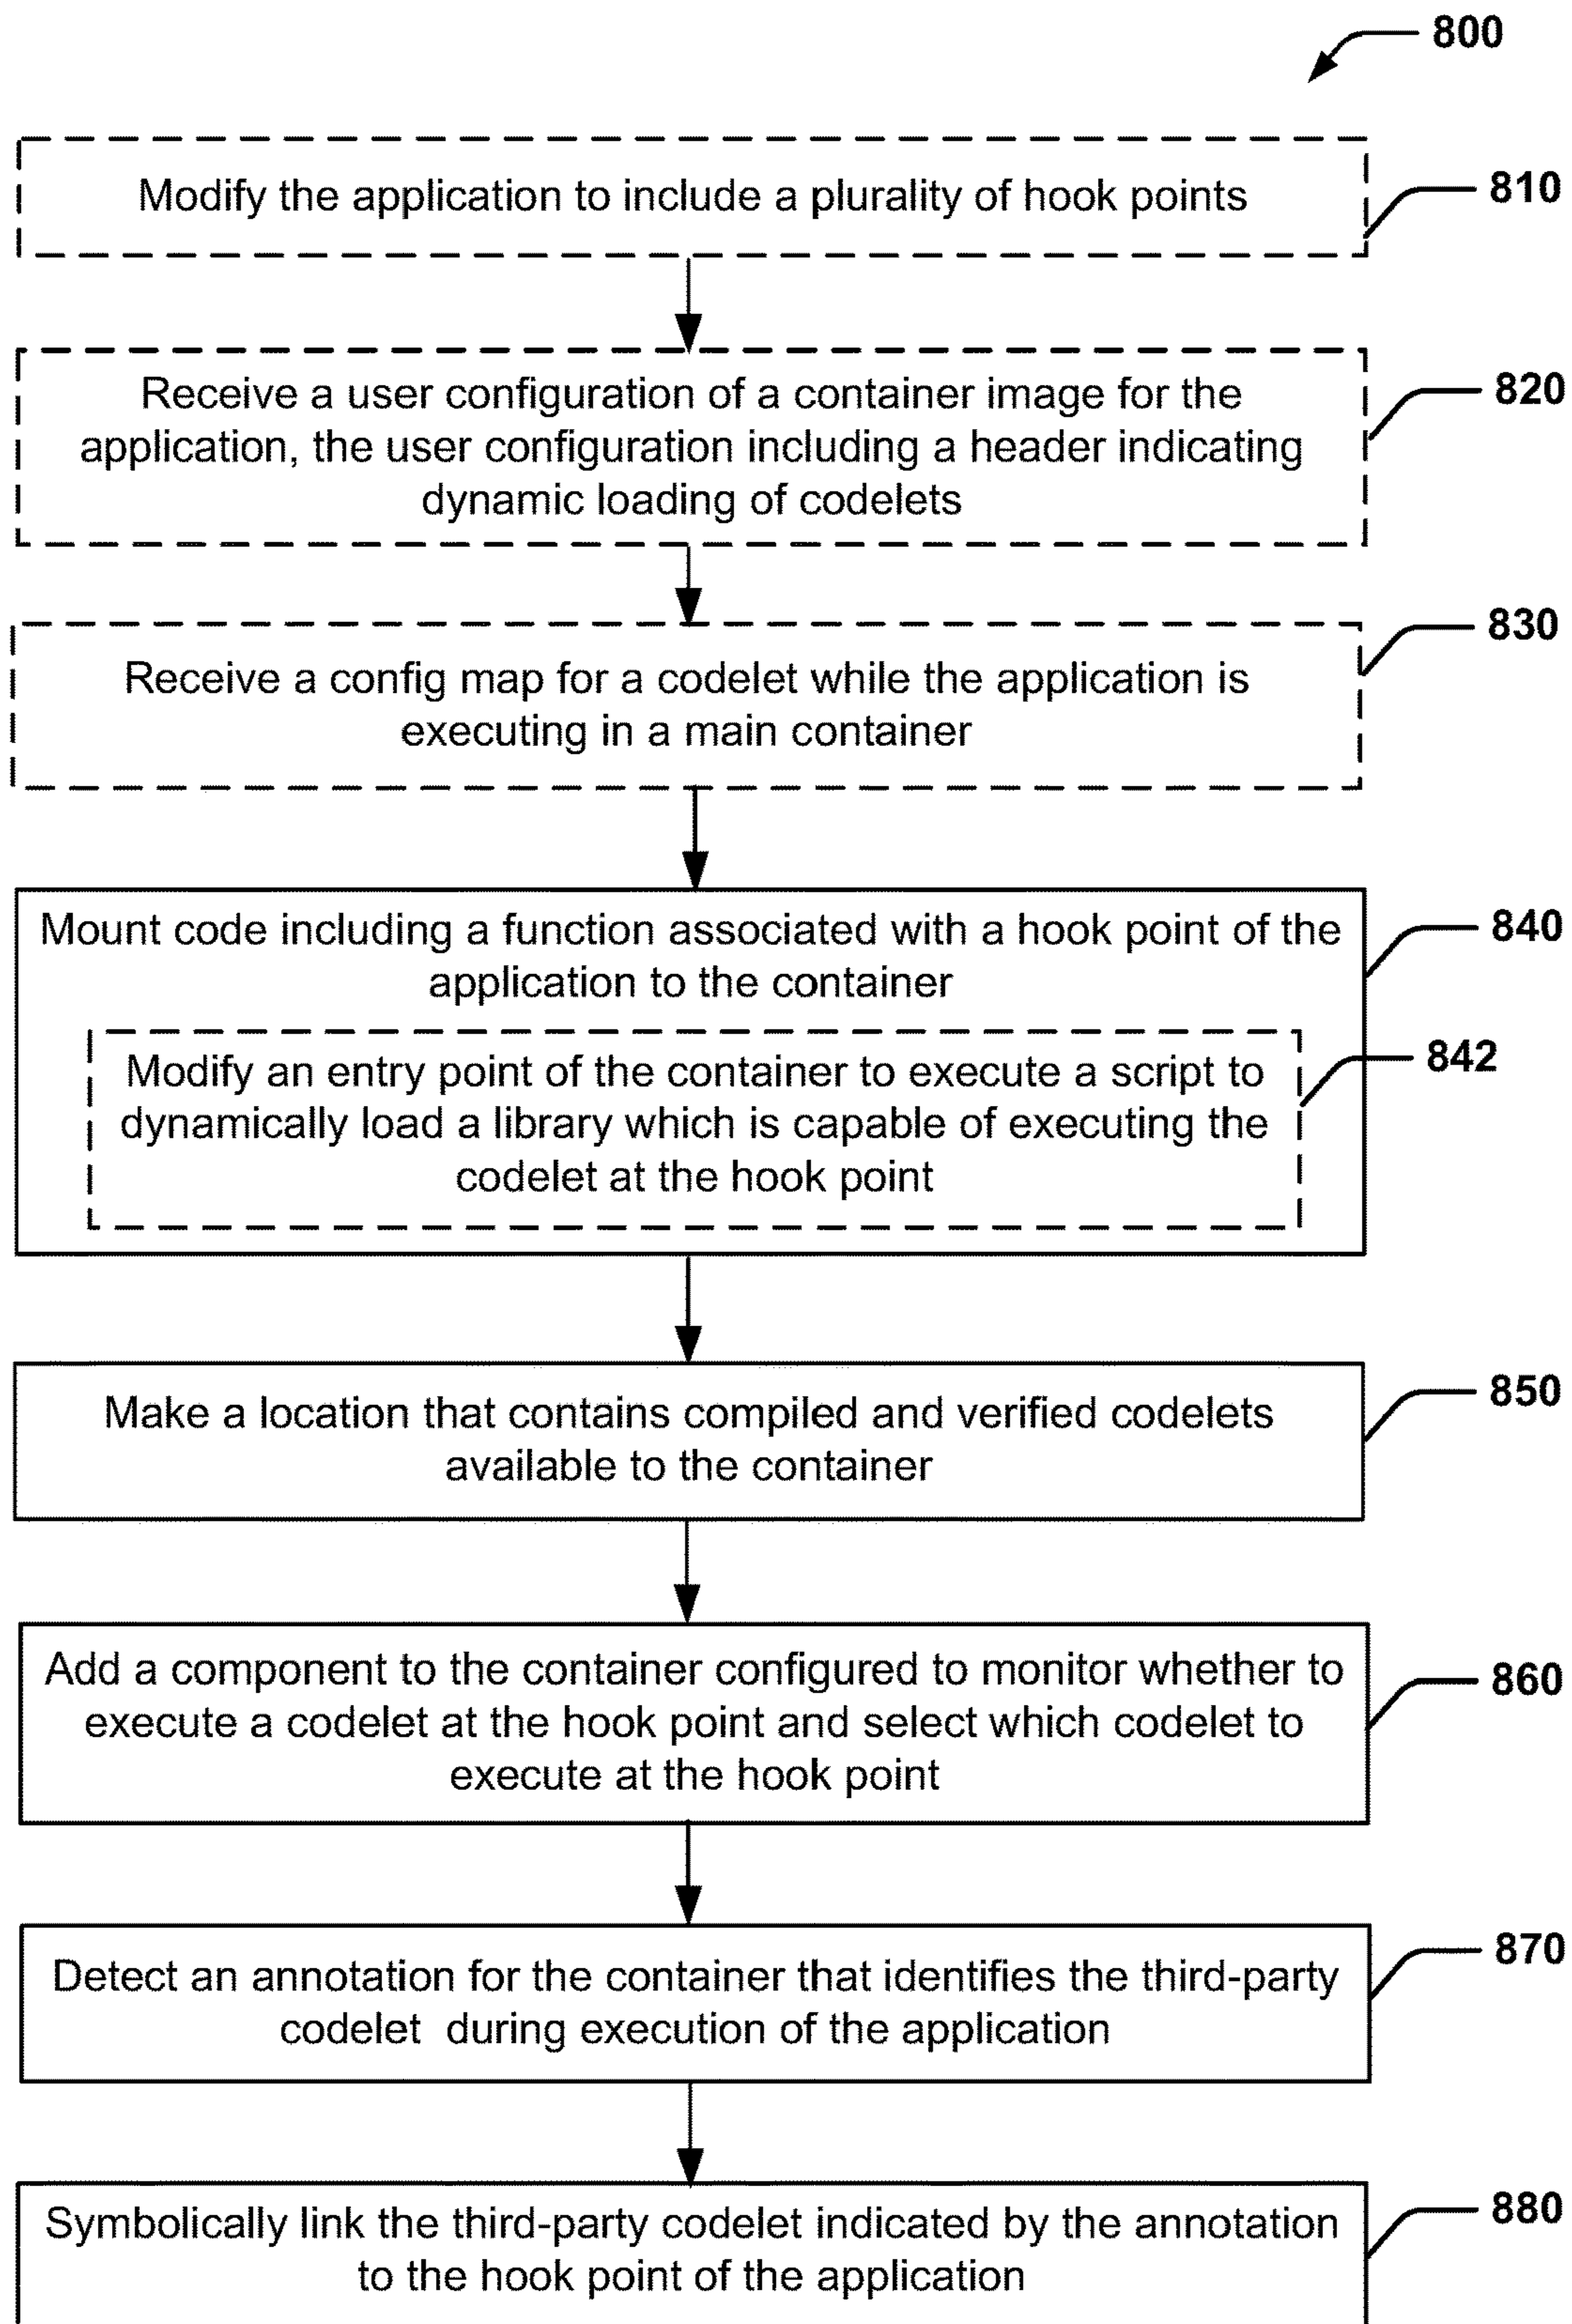 800
Modify the application to include a plurality of hook points
810
Receive a user configuration of a container image for the
application, the user configuration including a header indicating
dynamic loading of codelets
820
Receive a config map for a codelet while the application is
executing in a main container
830
Mount code including a function associated with a hook point of the
application to the container
840
Modify an entry point of the container to execute a script to
dynamically load a library which is capable of executing the
codelet at the hook point
842
Make a location that contains compiled and verified codelets
available to the container
850
Add a component to the container configured to monitor whether to
execute a codelet at the hook point and select which codelet to
execute at the hook point
860
Detect an annotation for the container that identifies the third-party
codelet during execution of the application
870
Symbolically link the third-party codelet indicated by the annotation
to the hook point of the application
880